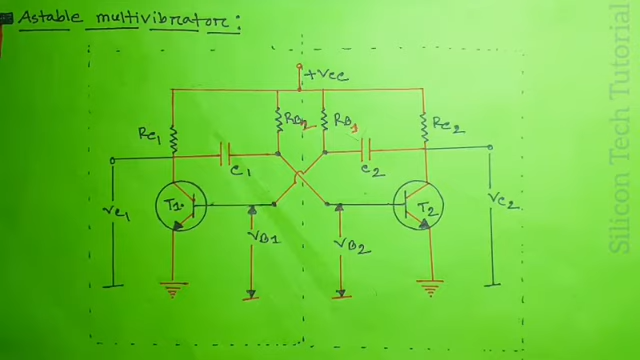 Astable multivibrator:
+Vcc
Rc1
RB2
RB1
Rc2
c1
c2
T1
T2
Vc1
VB1
VB2
Vc2
Silicon Tech Tutorial